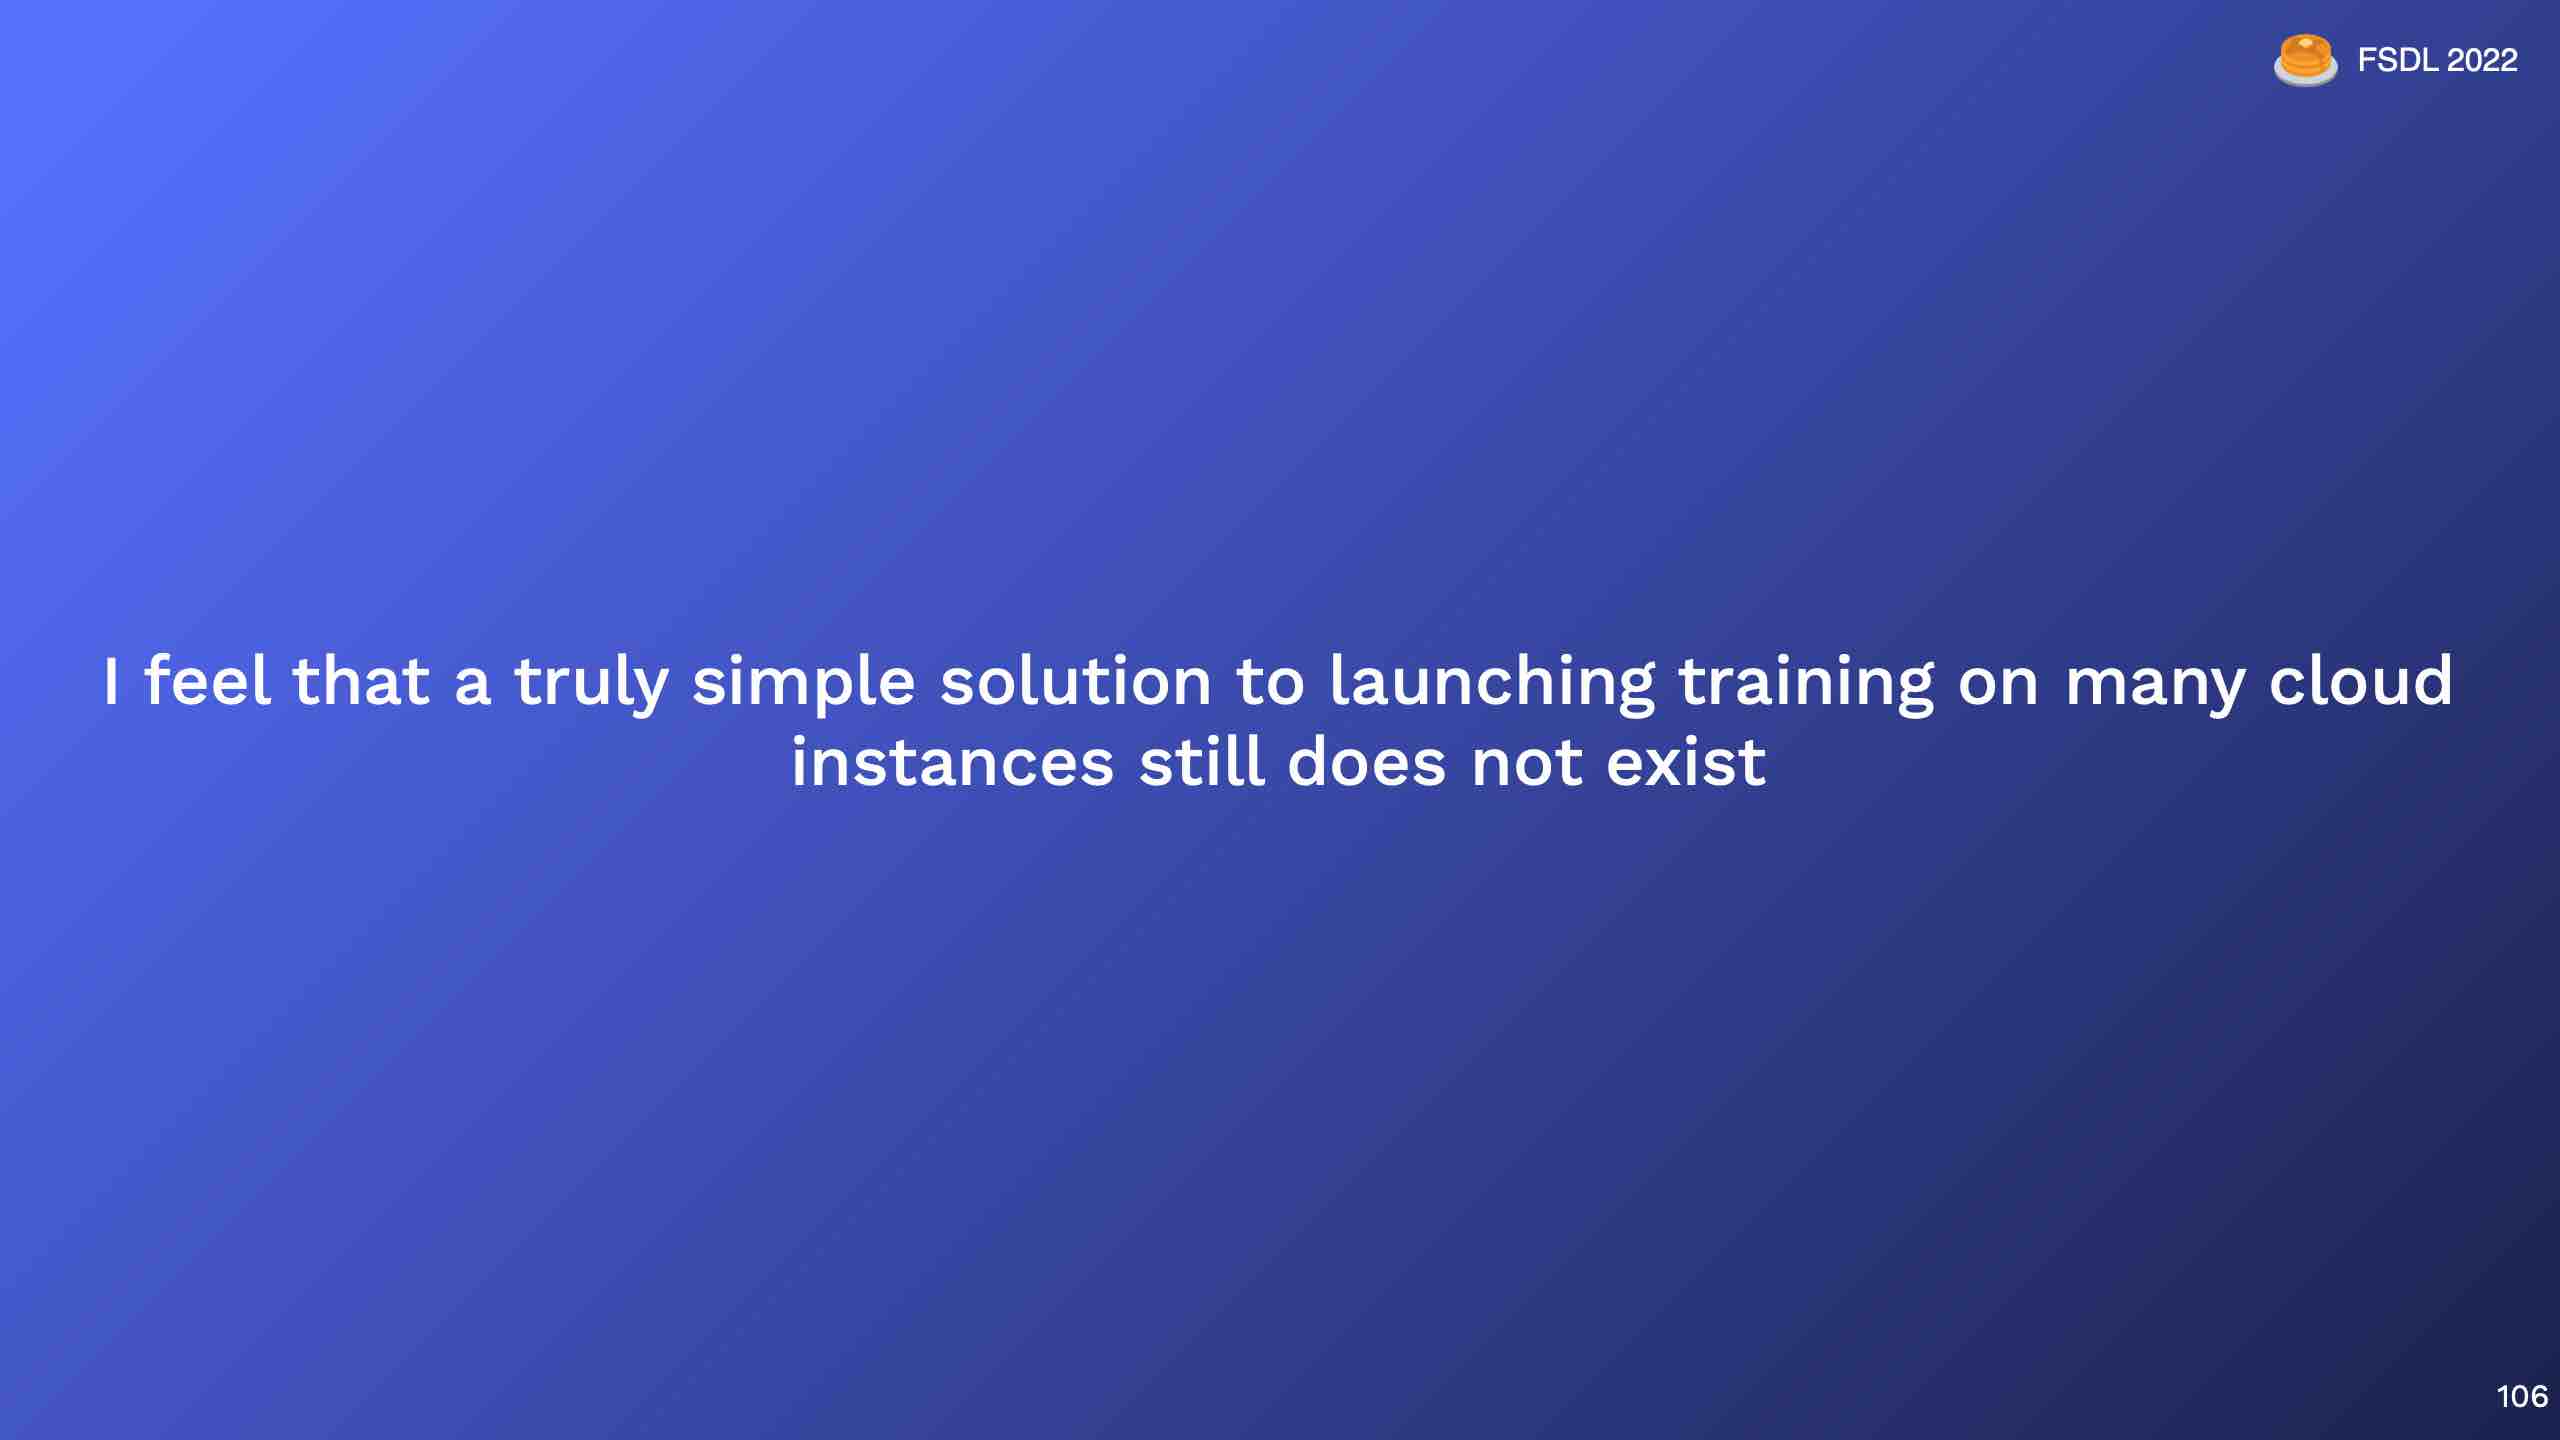 FSDL 2022
I feel that a truly simple solution to launching training on many cloud
instances still does not exist
106